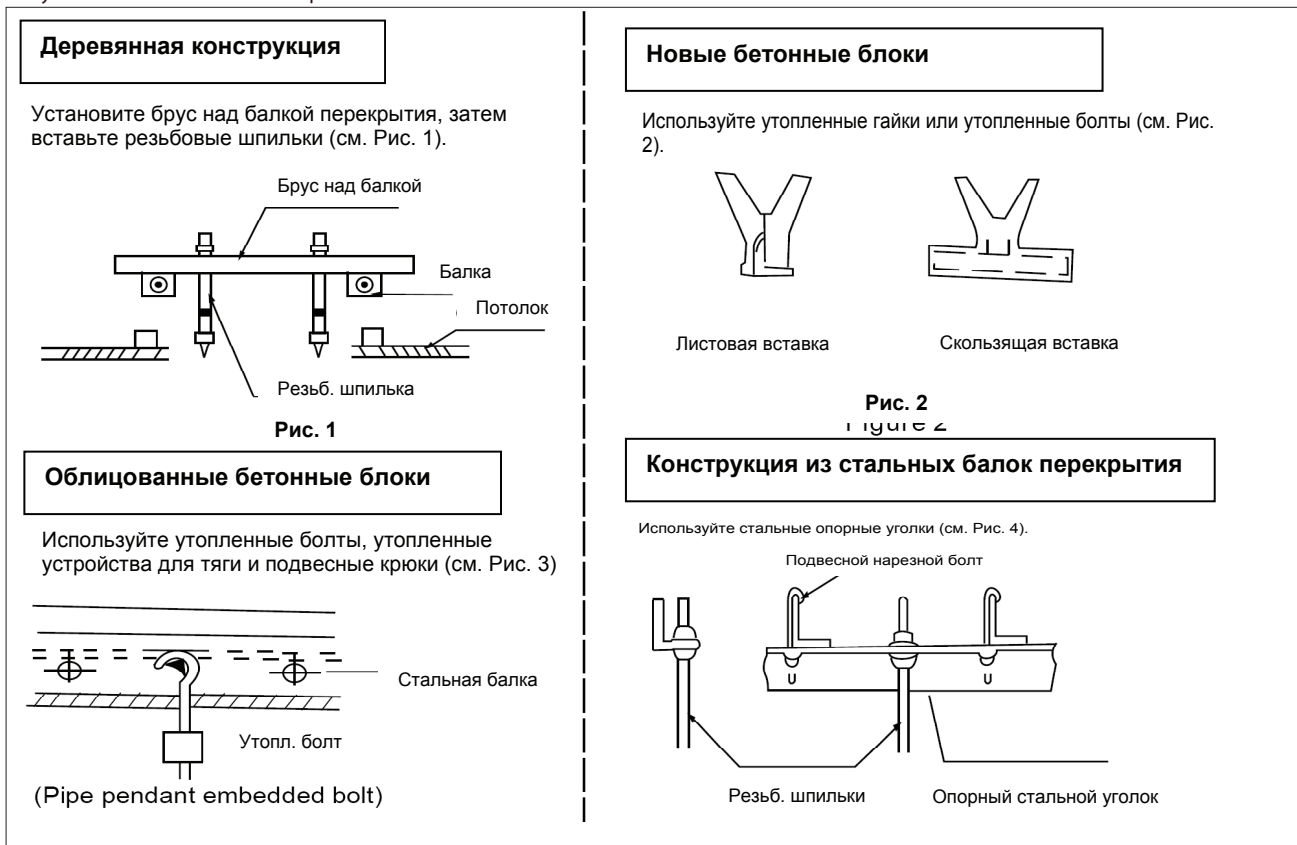 Деревянная конструкция
Установите брус над балкой перекрытия, затем
вставьте резьбовые шпильки (см. Рис. 1).
Брус над балкой
Балка
Потолок
Резьб. шпилька
Рис. 1
Облицованные бетонные блоки
Используйте утопленные болты, утопленные
устройства для тяги и подвесные крюки (см. Рис. 3)
Стальная балка
Утопл. болт
(Pipe pendant embedded bolt)
Новые бетонные блоки
Используйте утопленные гайки или утопленные болты (см. Рис.
2).
Листовая вставка
Скользящая вставка
Рис. 2
Figure 2
Конструкция из стальных балок перекрытия
Используйте стальные опорные уголки (см. Рис. 4).
Подвесной нарезной болт
Резьб. шпильки
Опорный стальной уголок